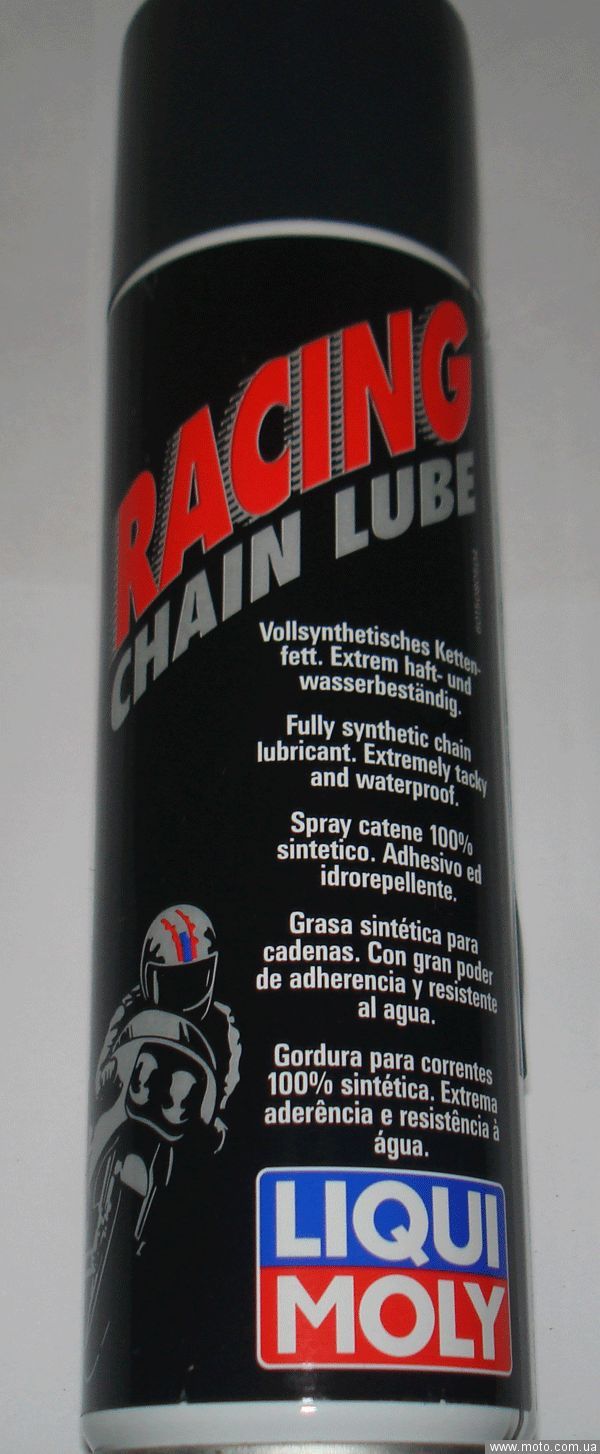 RACING
CHAIN LUBE
Vollsynthetisches Ketten-
fett. Extrem haft- und
wasserbeständig.
Fully synthetic chain
lubricant. Extremely tacky
and waterproof.
Spray catene 100%
sintetico. Adhesivo ed
idrorepellente.
Grasa sintética para
cadenas. Con gran poder
de adherencia y resistente
al agua.
Gordura para correntes
100% sintética. Extrema
aderência e resistência à
água.
LIQUI
MOLY
www.moto.com.ua